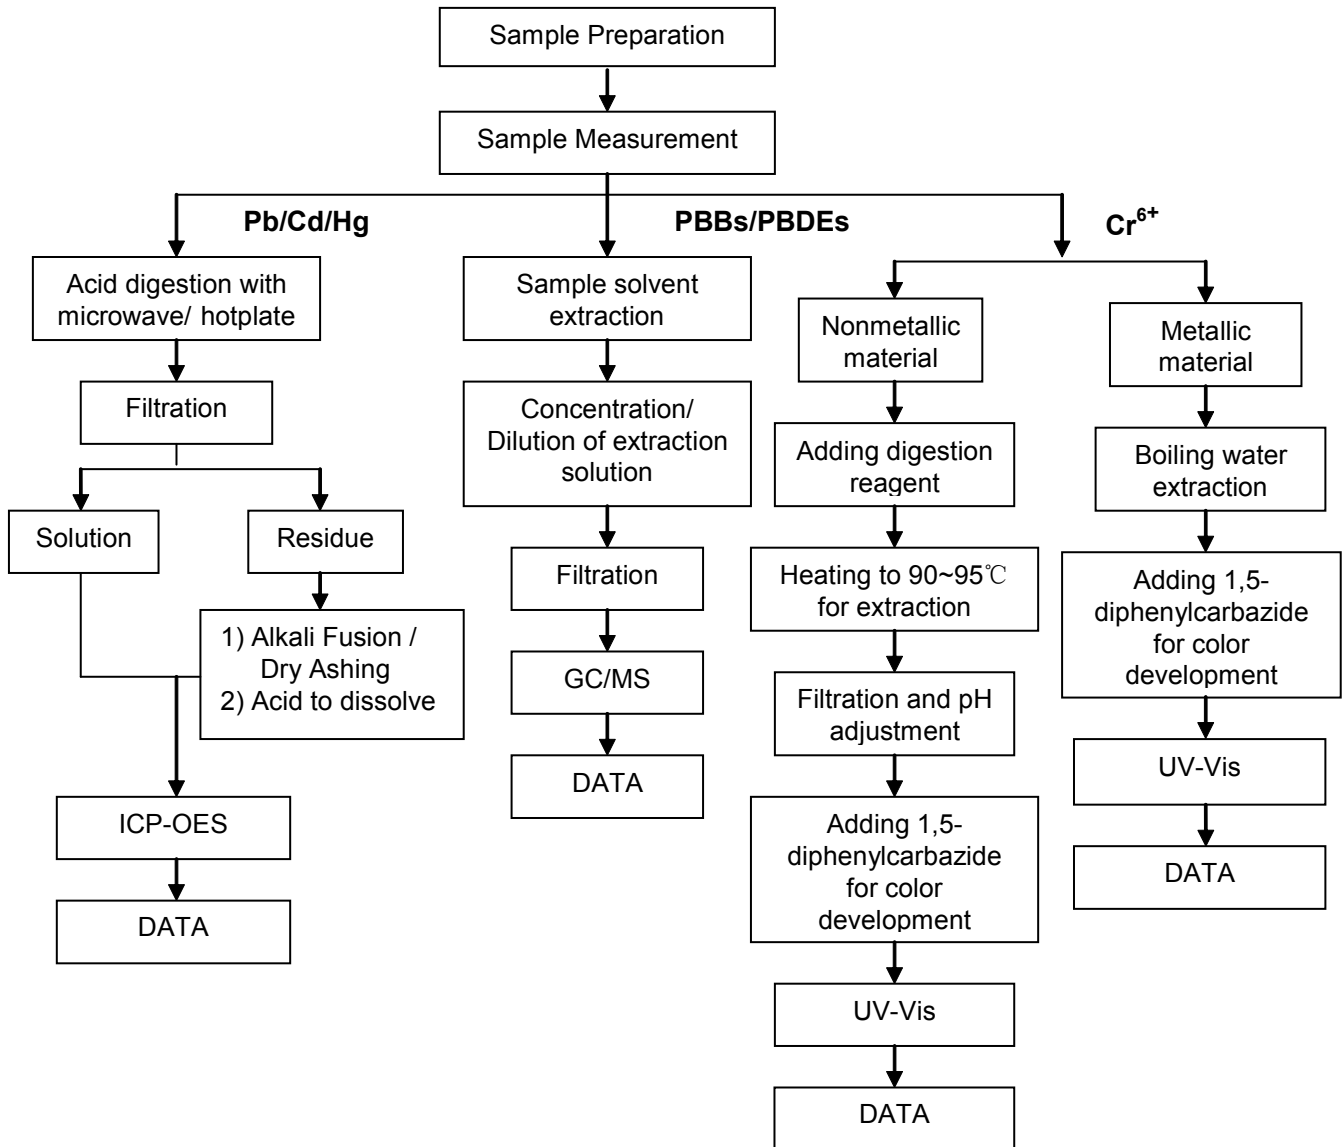 Sample Preparation
Sample Measurement
Pb/Cd/Hg
PBBs/PBDEs
Cr⁶⁺
Acid digestion with
microwave/ hotplate
Filtration
Solution
Residue
1) Alkali Fusion /
Dry Ashing
2) Acid to dissolve
ICP-OES
DATA
Sample solvent
extraction
Concentration/
Dilution of extraction
solution
Filtration
GC/MS
DATA
Nonmetallic
material
Adding digestion
reagent
Heating to 90~95℃
for extraction
Filtration and pH
adjustment
Adding 1,5-
diphenylcarbazide
for color
development
UV-Vis
DATA
Metallic
material
Boiling water
extraction
Adding 1,5-
diphenylcarbazide
for color
development
UV-Vis
DATA